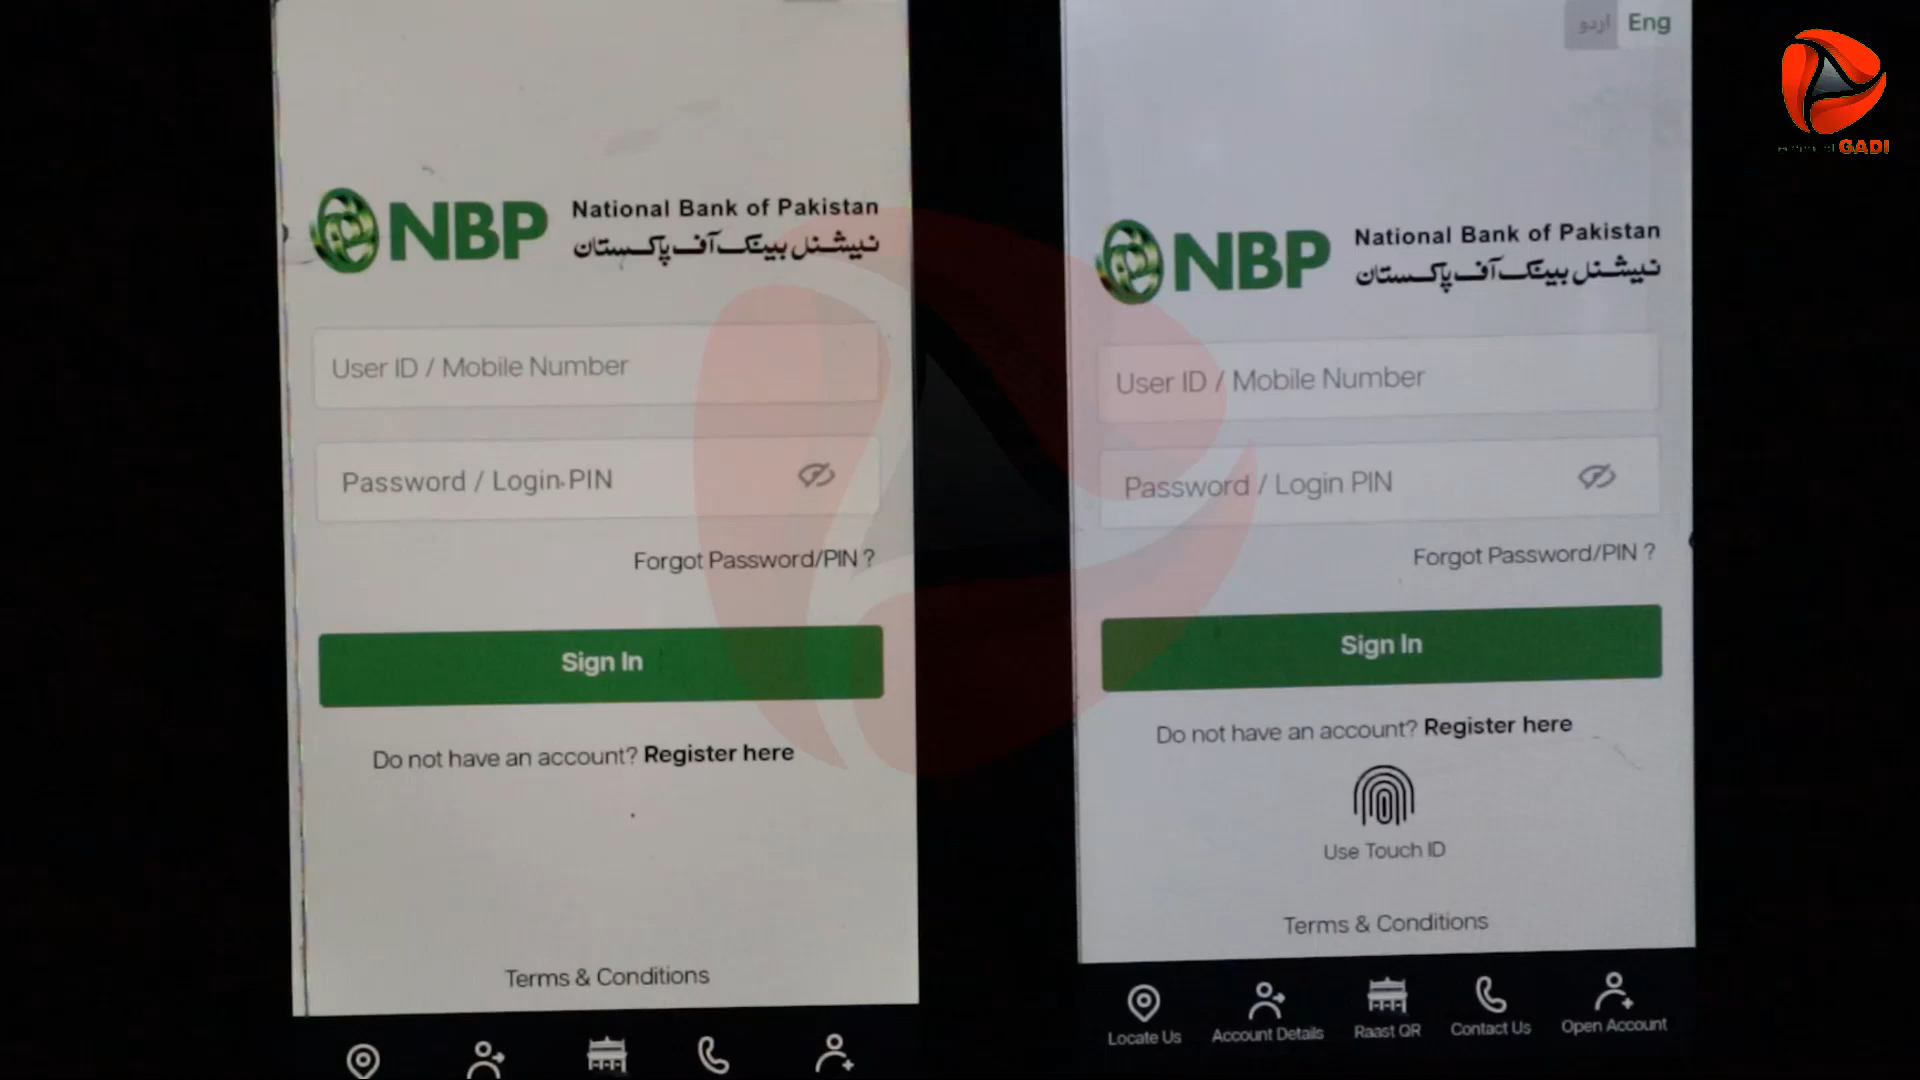 NBP
National Bank of Pakistan
نیشنل بینک آف پاکستان
User ID / Mobile Number
Password / Login PIN
Forgot Password/PIN ?
Sign In
Do not have an account? Register here
Terms & Conditions
اردو Eng
NBP
National Bank of Pakistan
نیشنل بینک آف پاکستان
User ID / Mobile Number
Password / Login PIN
Forgot Password/PIN ?
Sign In
Do not have an account? Register here
Use Touch ID
Terms & Conditions
Locate Us
Account Details
Raast QR
Contact Us
Open Account
GADI